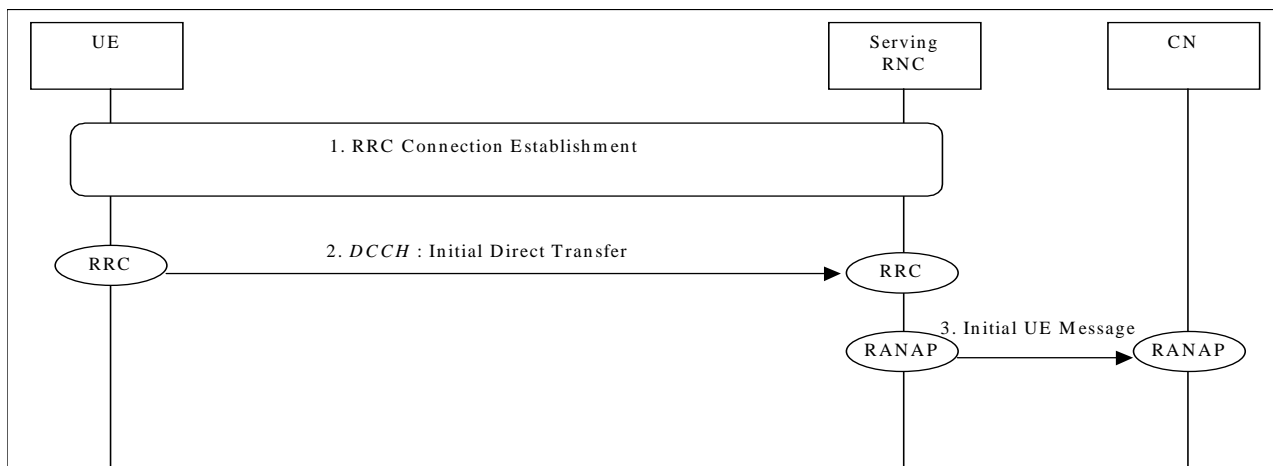 UE
Serving
RNC
CN
1. RRC Connection Establishment
2. DCCH : Initial Direct Transfer
RRC
RRC
3. Initial UE Message
RANAP
RANAP